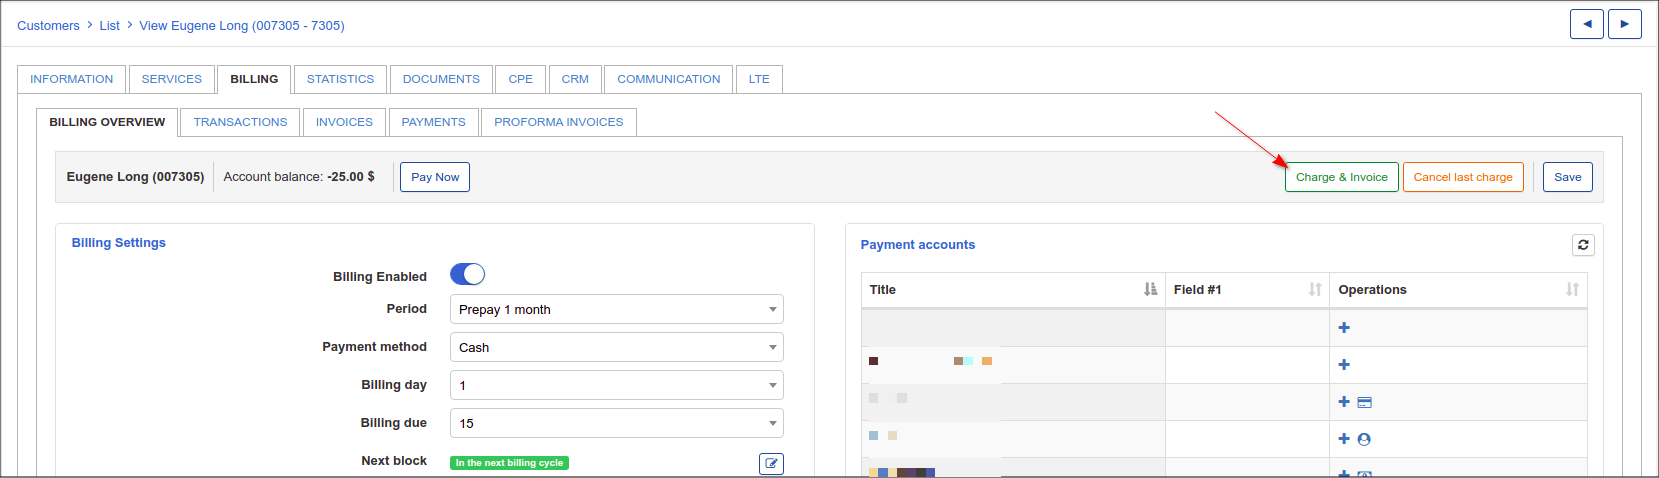 Customers > List > View Eugene Long (007305 - 7305)
INFORMATION SERVICES BILLING STATISTICS DOCUMENTS CPE CRM COMMUNICATION LTE
BILLING OVERVIEW TRANSACTIONS INVOICES PAYMENTS PROFORMA INVOICES
Eugene Long (007305) Account balance: -25.00 $ Pay Now Charge & Invoice Cancel last charge Save
Billing Settings
Billing Enabled
Period Prepay 1 month
Payment method Cash
Billing day 1
Billing due 15
Next block In the next billing cycle
Payment accounts
Title Field #1 Operations